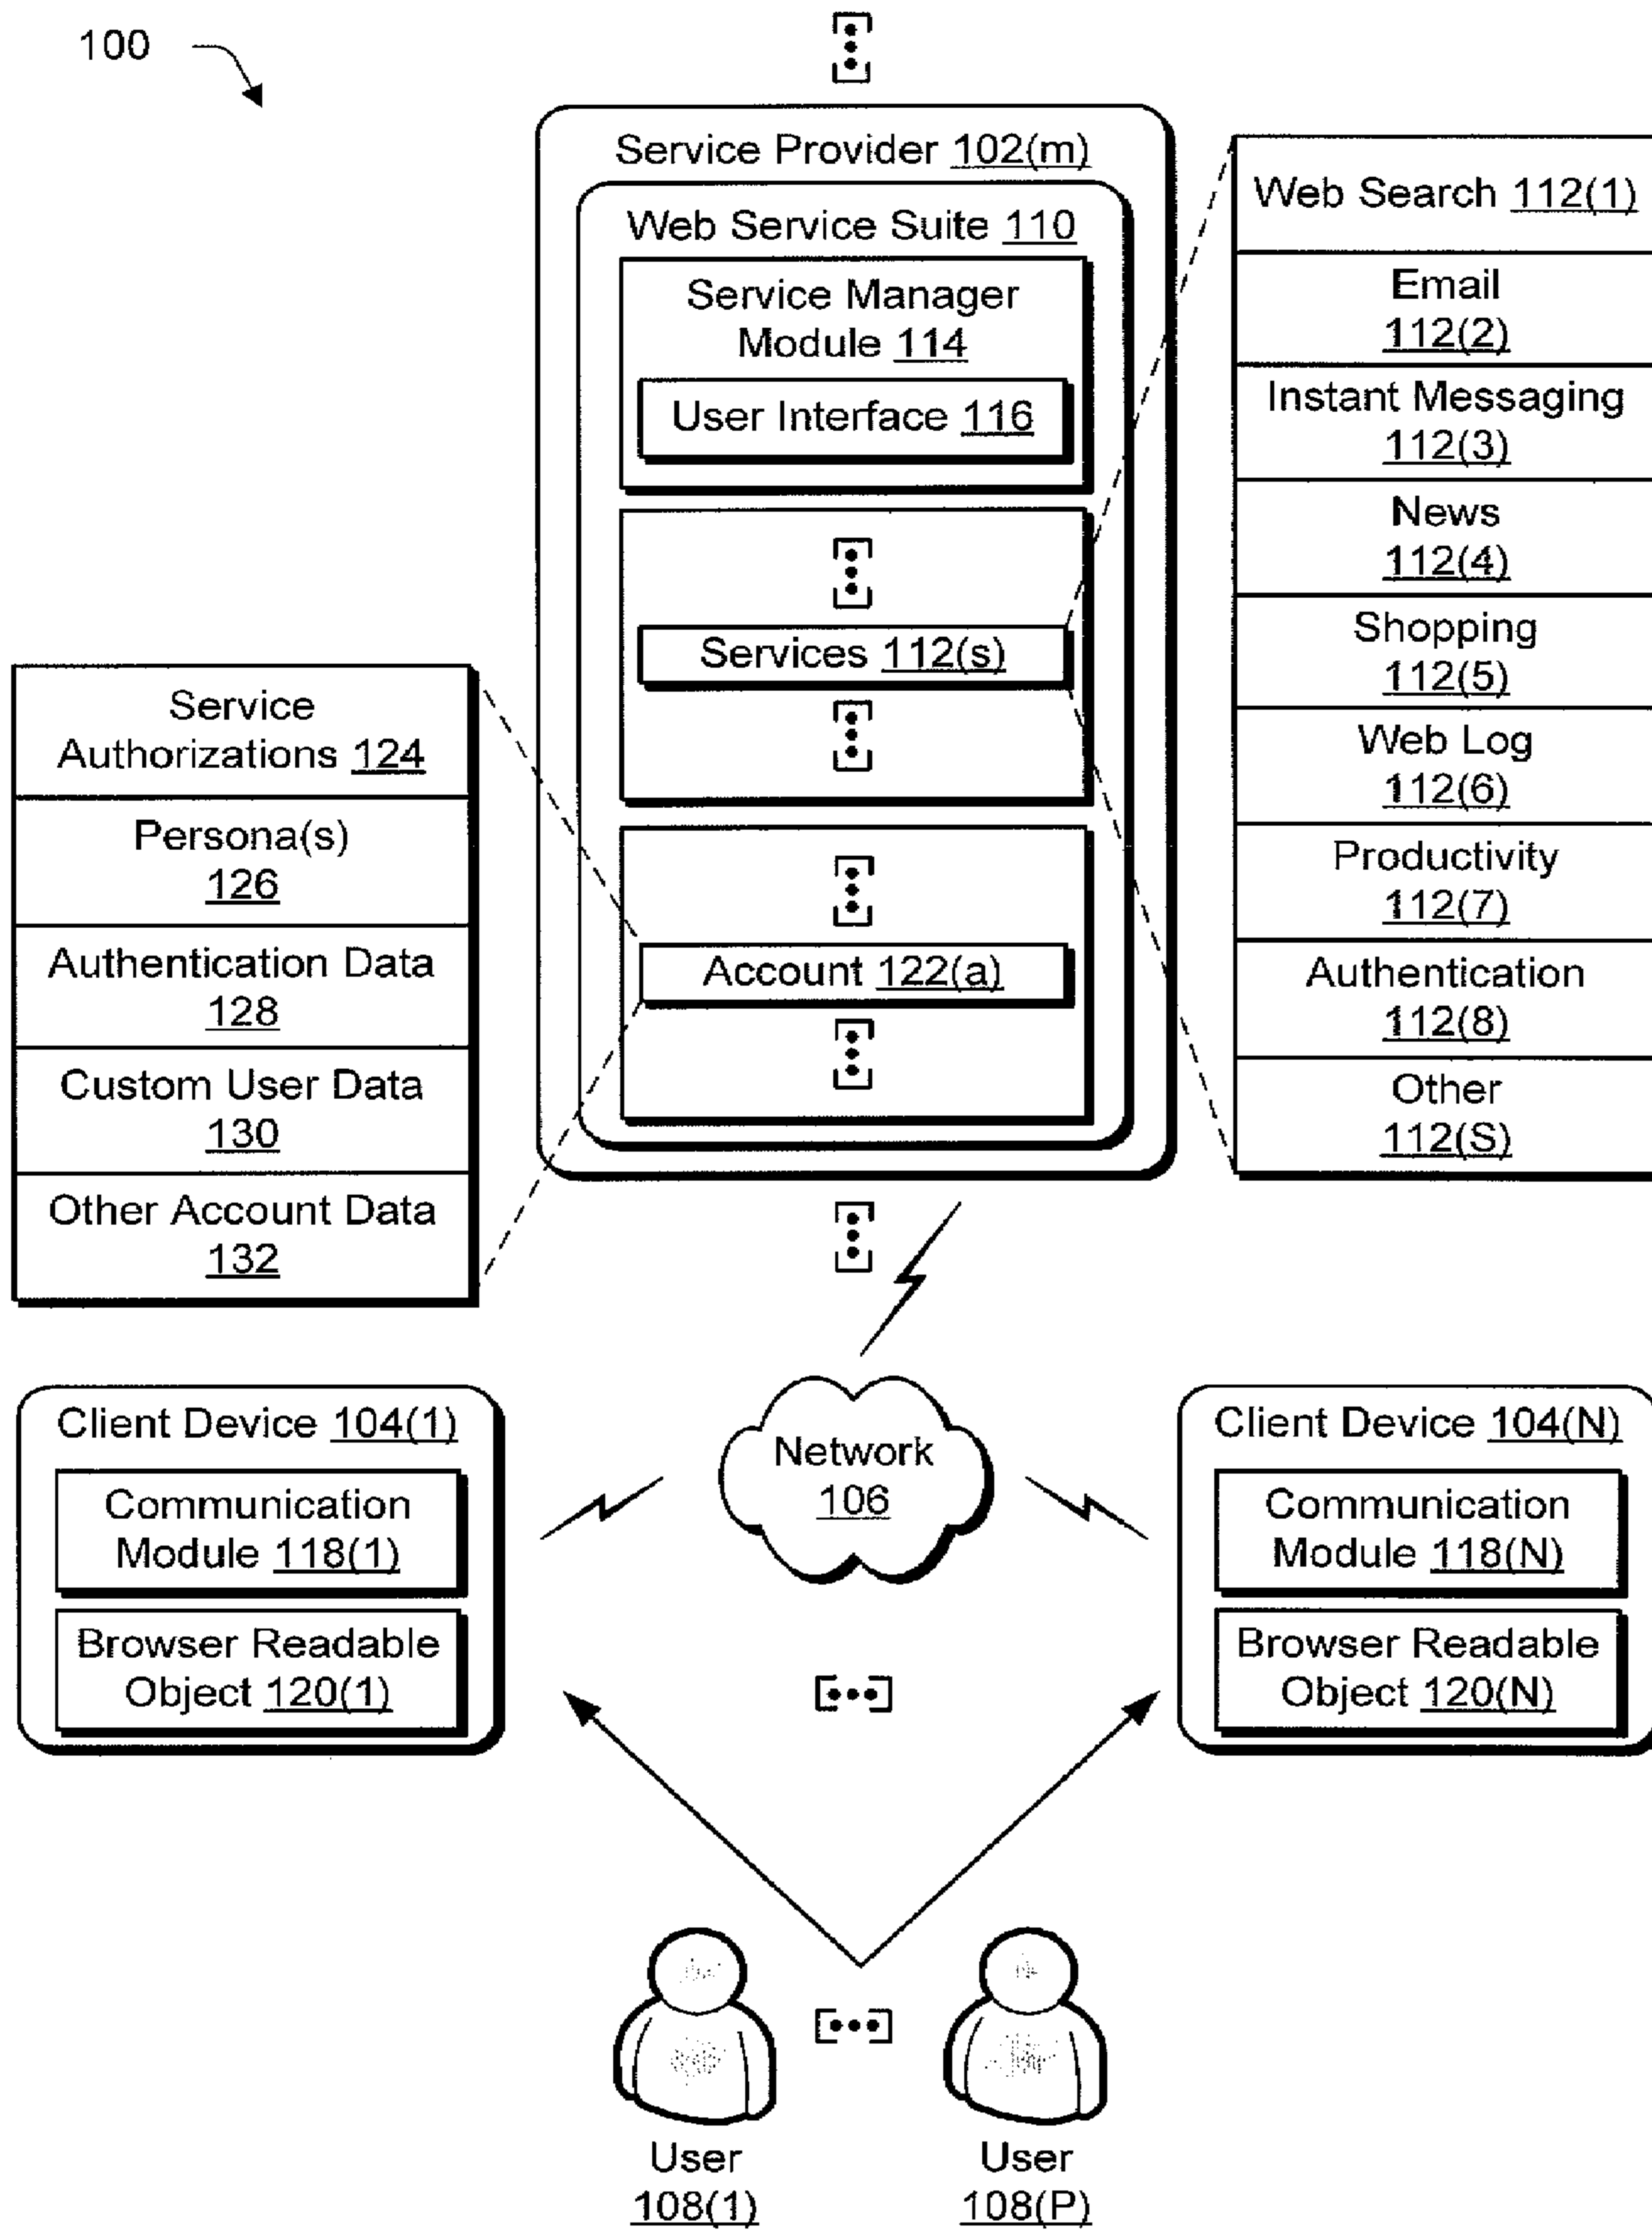 100
Service Provider 102(m)
Web Service Suite 110
Service Manager
Module 114
User Interface 116
Services 112(s)
Account 122(a)
Web Search 112(1)
Email
112(2)
Instant Messaging
112(3)
News
112(4)
Shopping
112(5)
Web Log
112(6)
Productivity
112(7)
Authentication
112(8)
Other
112(S)
Service
Authorizations 124
Persona(s)
126
Authentication Data
128
Custom User Data
130
Other Account Data
132
Client Device 104(1)
Communication
Module 118(1)
Browser Readable
Object 120(1)
Network
106
Client Device 104(N)
Communication
Module 118(N)
Browser Readable
Object 120(N)
User
108(1)
User
108(P)